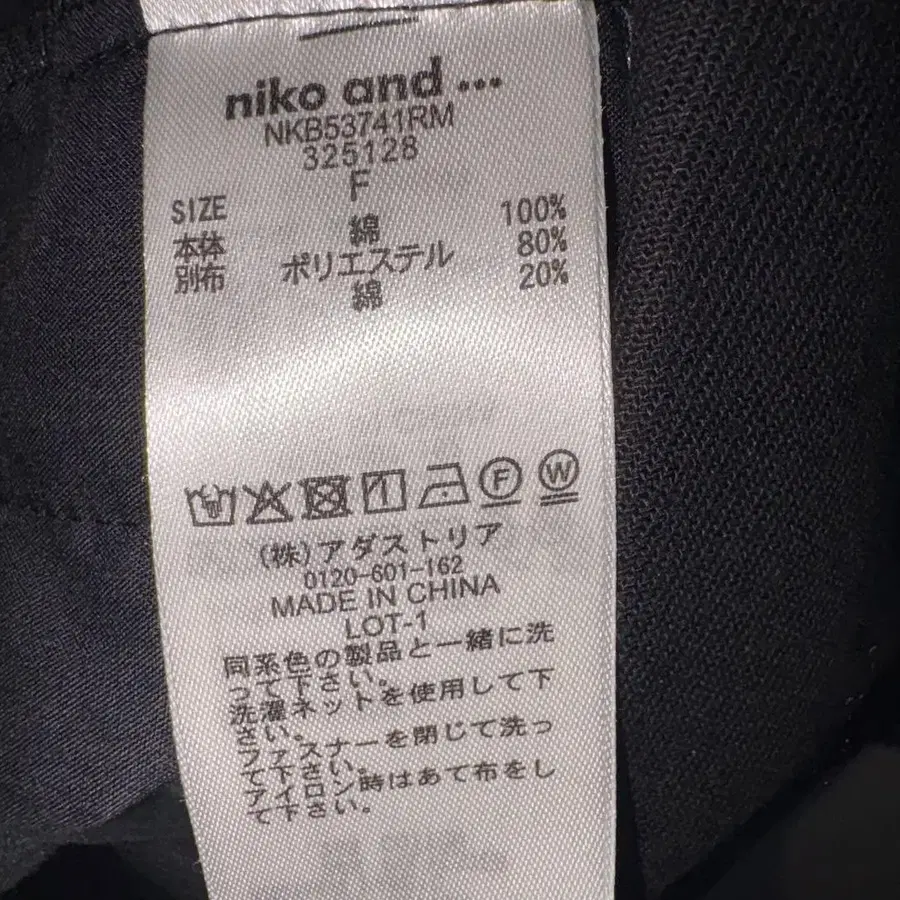 niko and ...
NKB53741RM
325128
SIZE F
本体 綿 100%
別布 ポリエステル 80%
綿 20%
F W
(株)アダストリア
0120-601-162
MADE IN CHINA
LOT-1
同系色の製品と一緒に洗
って下さい。
洗濯ネットを使用して下
さい。
ファスナーを閉じて洗っ
て下さい。
アイロン時はあて布をし
て下さい。